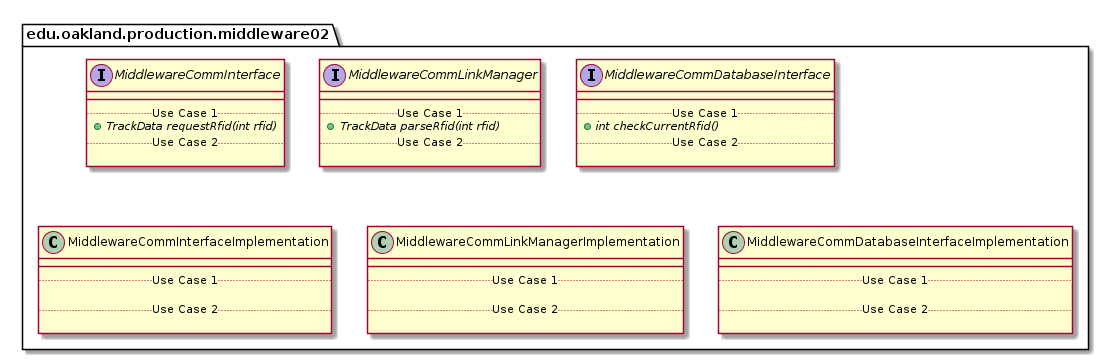 edu.oakland.production.middleware02
I MiddlewareCommInterface
Use Case 1
TrackData requestRfid(int rfid)
Use Case 2
I MiddlewareCommLinkManager
Use Case 1
TrackData parseRfid(int rfid)
Use Case 2
I MiddlewareCommDatabaseInterface
Use Case 1
int checkCurrentRfid()
Use Case 2
C MiddlewareCommInterfaceImplementation
Use Case 1
Use Case 2
C MiddlewareCommLinkManagerImplementation
Use Case 1
Use Case 2
C MiddlewareCommDatabaseInterfaceImplementation
Use Case 1
Use Case 2